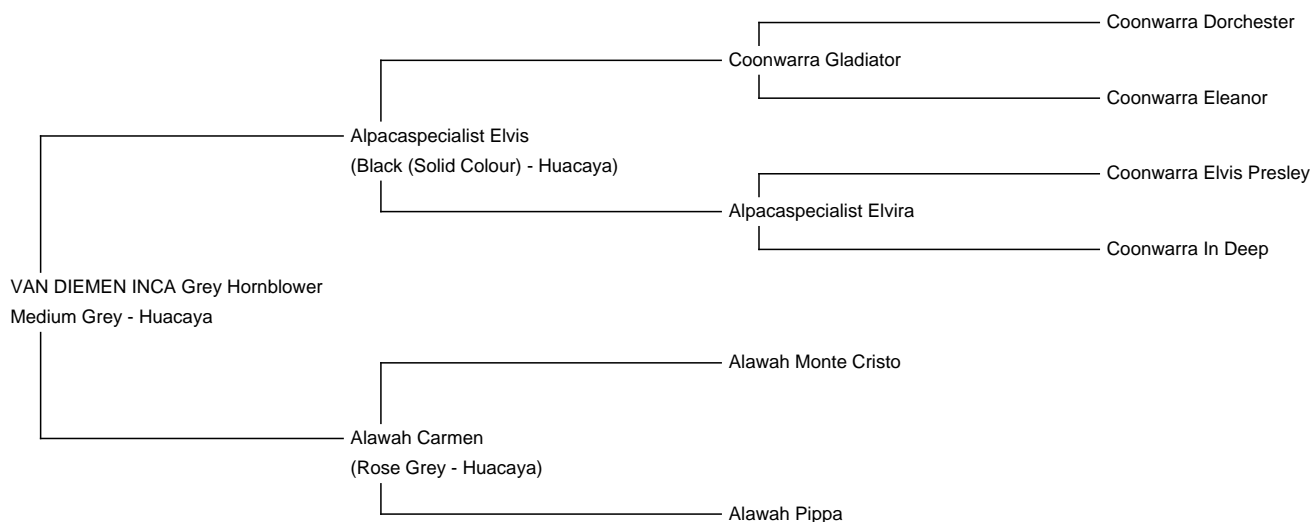 Coonwarra Dorchester
Coonwarra Gladiator
Coonwarra Eleanor
Alpacaspecialist Elvis
(Black (Solid Colour) - Huacaya)
Coonwarra Elvis Presley
Alpacaspecialist Elvira
Coonwarra In Deep
VAN DIEMEN INCA Grey Hornblower
Medium Grey - Huacaya
Alawah Monte Cristo
Alawah Carmen
(Rose Grey - Huacaya)
Alawah Pippa